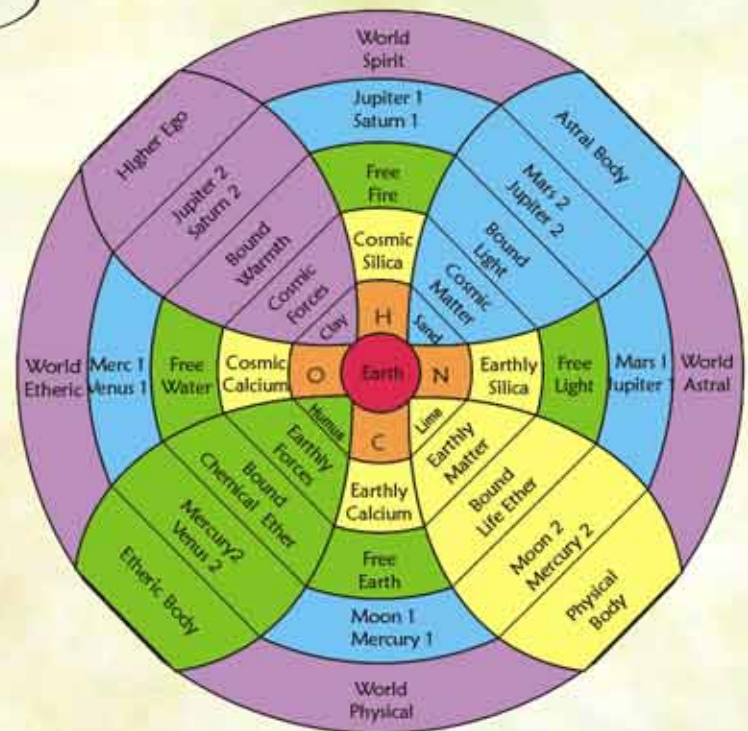 World
Spirit
Jupiter 1
Saturn 1
Free
Fire
Cosmic
Silica
H
Higher Ego
Jupiter 2
Saturn 2
Bound
Warmth
Cosmic
Forces
Clay
Astral Body
Mars 2
Jupiter 2
Bound
Light
Cosmic
Matter
Sand
World
Etheric
Merc 1
Venus 1
Free
Water
Cosmic
Calcium
O
Earth
N
Earthly
Silica
Free
Light
Mars 1
Jupiter 1
World
Astral
Humus
Earthly
Forces
Bound
Chemical Ether
Mercury2
Venus 2
Etheric Body
Lime
Earthly
Matter
Bound
Life Ether
Moon 2
Mercury 2
Physical
Body
C
Earthly
Calcium
Free
Earth
Moon 1
Mercury 1
World
Physical